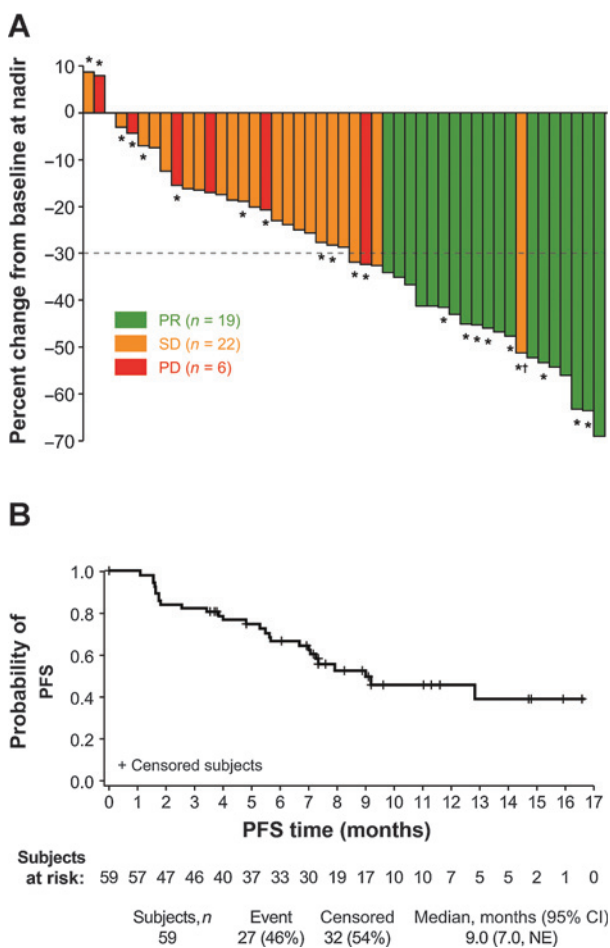 A
Percent change from baseline at nadir
10
0
−10
−20
−30
−40
−50
−60
−70
* *
* * * * * * * * * * * * * * * *† * * *
PR (n = 19)
SD (n = 22)
PD (n = 6)
B
Probability of
PFS
1.0
0.8
0.6
0.4
0.2
0.0
+ Censored subjects
0 1 2 3 4 5 6 7 8 9 10 11 12 13 14 15 16 17
PFS time (months)
Subjects
at risk: 59 57 47 46 40 37 33 30 19 17 10 10 7 5 5 2 1 0
Subjects, n Event Censored Median, months (95% CI)
59 27 (46%) 32 (54%) 9.0 (7.0, NE)